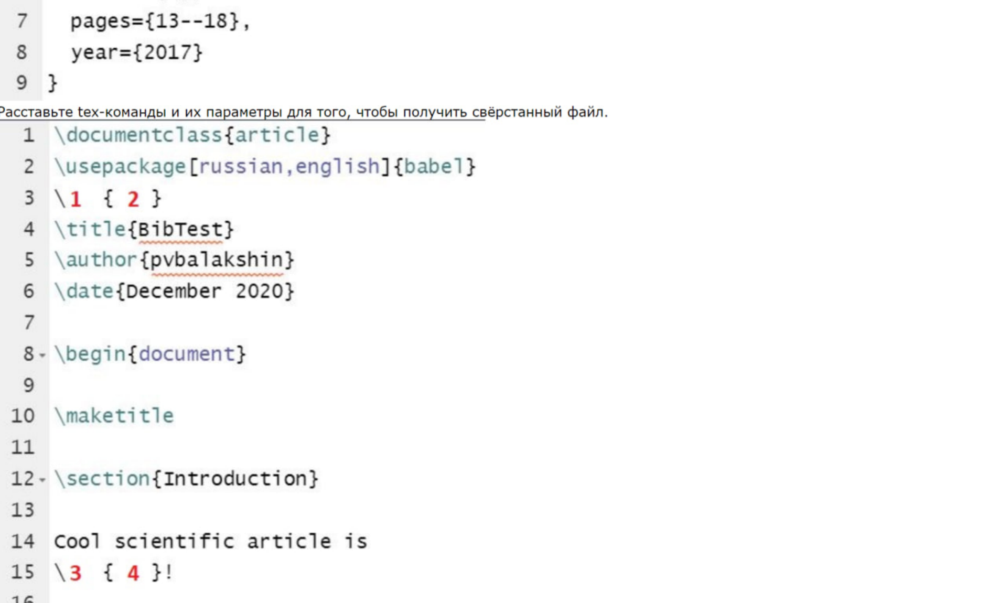 7 pages={13--18},
8 year={2017}
9 }
Расставьте tex-команды и их параметры для того, чтобы получить свёрстанный файл.
1 \documentclass{article}
2 \usepackage[russian,english]{babel}
3 \1 { 2 }
4 \title{BibTest}
5 \author{pvbalakshin}
6 \date{December 2020}
7
8 \begin{document}
9
10 \maketitle
11
12 \section{Introduction}
13
14 Cool scientific article is
15 \3 { 4 }!
16